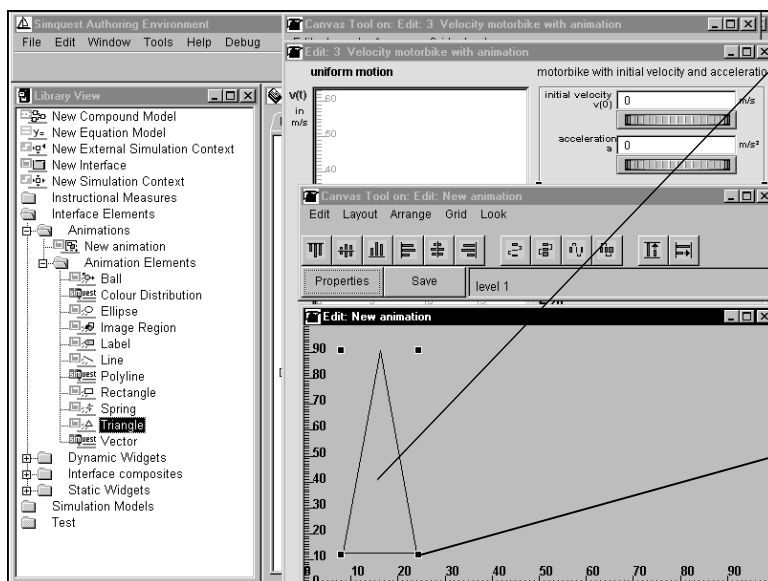 Simquest Authoring Environment
File Edit Window Tools Help Debug
Library View
New Compound Model
y= New Equation Model
New External Simulation Context
New Interface
New Simulation Context
Instructional Measures
Interface Elements
Animations
New animation
Animation Elements
Ball
Colour Distribution
Ellipse
Image Region
Label
Line
Polyline
Rectangle
Spring
Triangle
Vector
Dynamic Widgets
Interface composites
Static Widgets
Simulation Models
Test
Canvas Tool on: Edit: 3 Velocity motorbike with animation
Edit: 3 Velocity motorbike with animation
uniform motion
motorbike with initial velocity and acceleratio
v(t)
in
m/s
60
50
40
initial velocity
v(0)
0
m/s
acceleration
a
0
m/s²
Canvas Tool on: Edit: New animation
Edit Layout Arrange Grid Look
Properties Save level 1
Edit: New animation
90
80
70
60
50
40
30
20
10
0
0 10 20 30 40 50 60 70 80 90